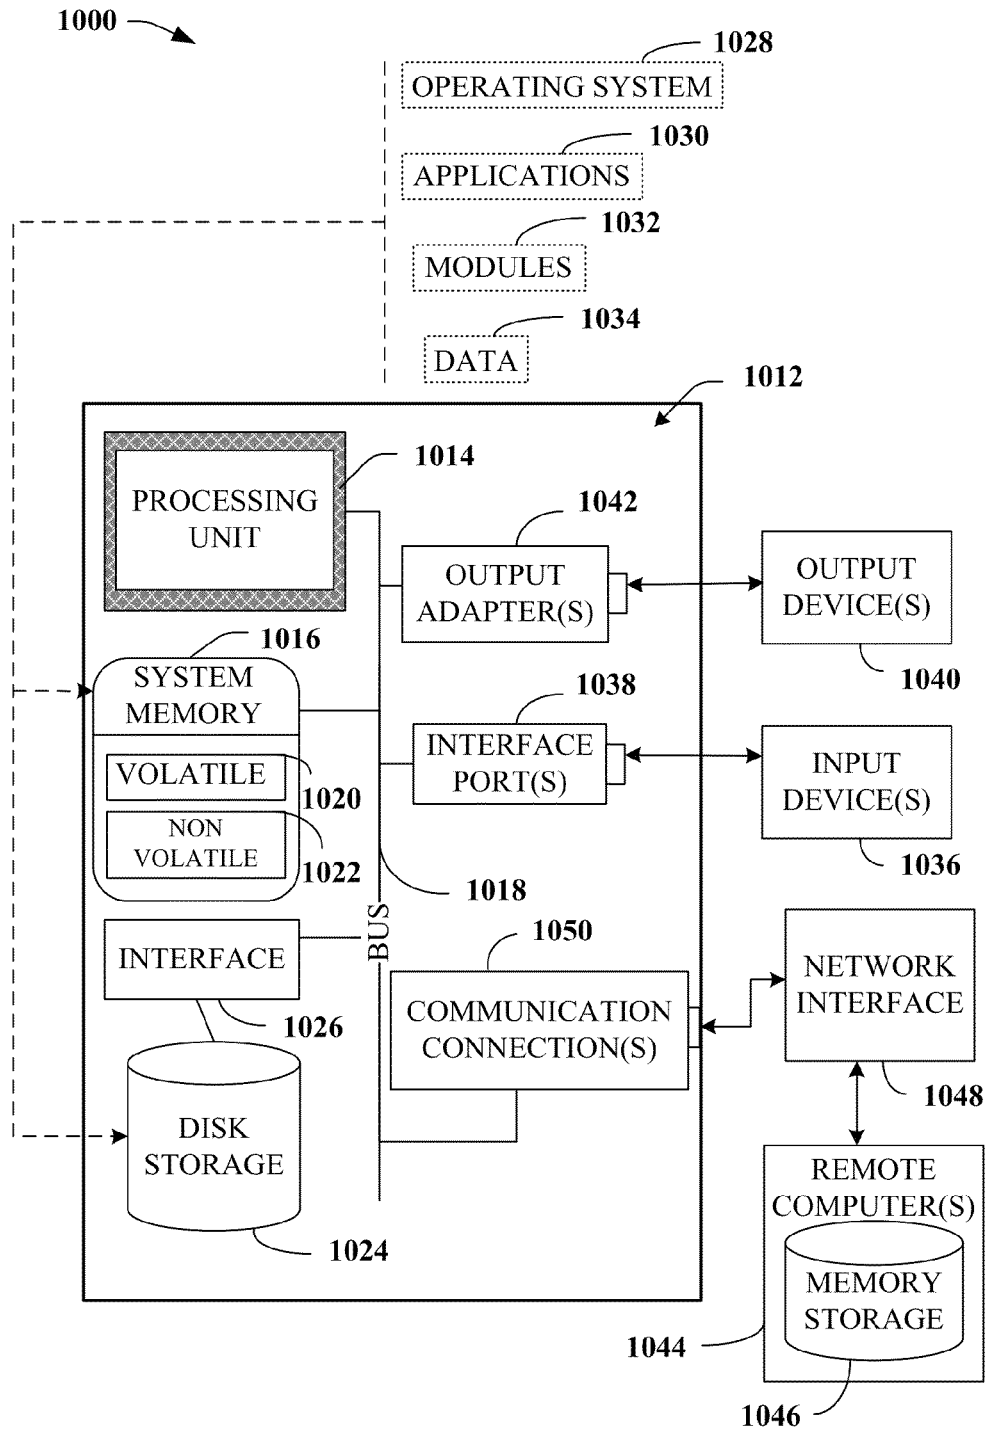 1000
1028
OPERATING SYSTEM
1030
APPLICATIONS
1032
MODULES
1034
DATA
1012
1014
PROCESSING
UNIT
1042
OUTPUT
ADAPTER(S)
OUTPUT
DEVICE(S)
1040
1016
SYSTEM
MEMORY
VOLATILE
1020
NON
VOLATILE
1022
1038
INTERFACE
PORT(S)
INPUT
DEVICE(S)
1036
1018
BUS
INTERFACE
1026
1050
COMMUNICATION
CONNECTION(S)
NETWORK
INTERFACE
1048
DISK
STORAGE
1024
REMOTE
COMPUTER(S)
MEMORY
STORAGE
1044
1046